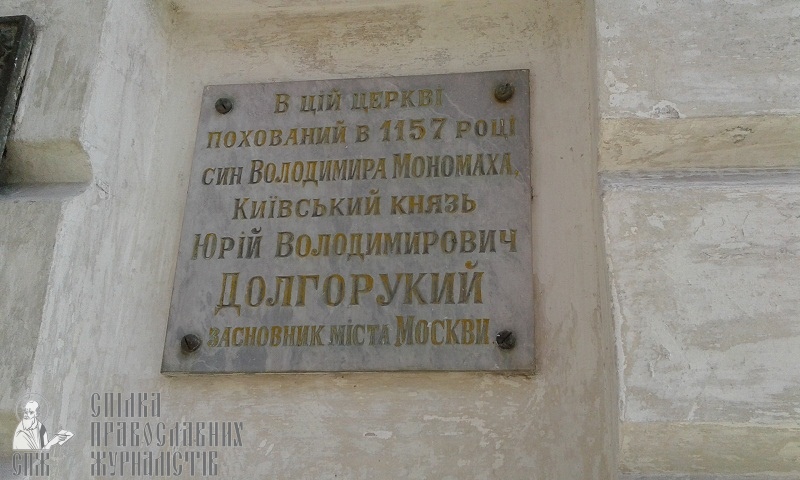 В ЦІЙ ЦЕРКВІ
ПОХОВАНИЙ В 1157 РОЦІ
СИН ВОЛОДИМИРА МОНОМАХА,
КИЇВСЬКИЙ КНЯЗЬ
ЮРІЙ ВОЛОДИМИРОВИЧ
ДОЛГОРУКИЙ
ЗАСНОВНИК МІСТА МОСКВИ.
СПІЛКА
ПРАВОСЛАВНИХ
ЖУРНАЛІСТІВ
СПЖ